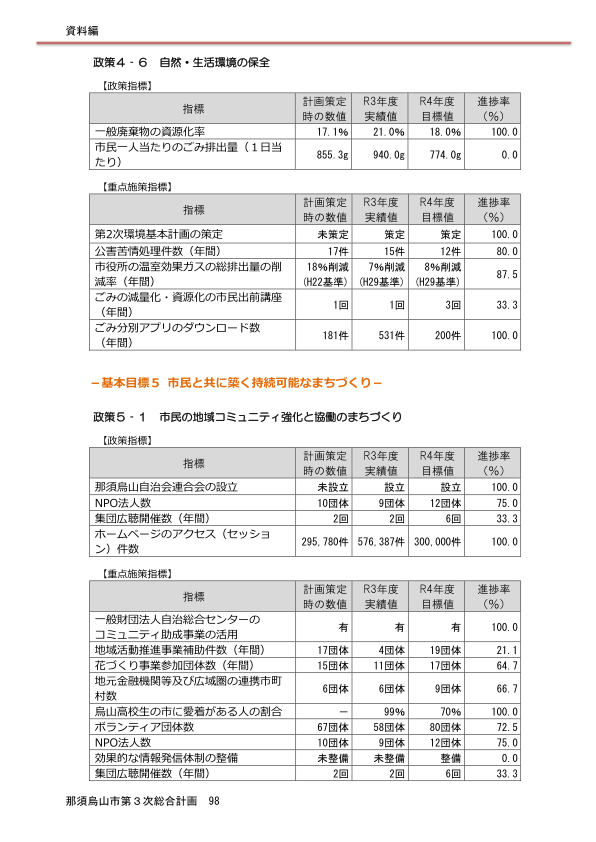 資料編
政策4-6　自然・生活環境の保全
【政策指標】
指標　計画策定時の数値　R3年度実績値　R4年度目標値　進捗率（％）
一般廃棄物の資源化率　17.1%　21.0%　18.0%　100.0
市民一人当たりのごみ排出量（１日当たり）　855.3g　940.0g　774.0g　0.0
【重点施策指標】
指標　計画策定時の数値　R3年度実績値　R4年度目標値　進捗率（％）
第2次環境基本計画の策定　未策定　策定　策定　100.0
公害苦情処理件数（年間）　17件　15件　12件　80.0
市役所の温室効果ガスの総排出量の削減率（年間）　18%削減(H22基準)　7%削減(H29基準)　8%削減(H29基準)　87.5
ごみの減量化・資源化の市民出前講座（年間）　1回　1回　3回　33.3
ごみ分別アプリのダウンロード数（年間）　181件　531件　200件　100.0
－基本目標５ 市民と共に築く持続可能なまちづくり－
政策５-１　市民の地域コミュニティ強化と協働のまちづくり
【政策指標】
指標　計画策定時の数値　R3年度実績値　R4年度目標値　進捗率（％）
那須烏山自治会連合会の設立　未設立　設立　設立　100.0
NPO法人数　10団体　9団体　12団体　75.0
集団広聴開催数（年間）　2回　2回　6回　33.3
ホームページのアクセス（セッション）件数　295,780件　576,387件　300,000件　100.0
【重点施策指標】
指標　計画策定時の数値　R3年度実績値　R4年度目標値　進捗率（％）
一般財団法人自治総合センターのコミュニティ助成事業の活用　有　有　有　100.0
地域活動推進事業補助件数（年間）　17団体　4団体　19団体　21.1
花づくり事業参加団体数（年間）　15団体　11団体　17団体　64.7
地元金融機関等及び広域圏の連携市町村数　6団体　6団体　9団体　66.7
烏山高校生の市に愛着がある人の割合　－　99%　70%　100.0
ボランティア団体数　67団体　58団体　80団体　72.5
NPO法人数　10団体　9団体　12団体　75.0
効果的な情報発信体制の整備　未整備　未整備　整備　0.0
集団広聴開催数（年間）　2回　2回　6回　33.3
那須烏山市第３次総合計画　98